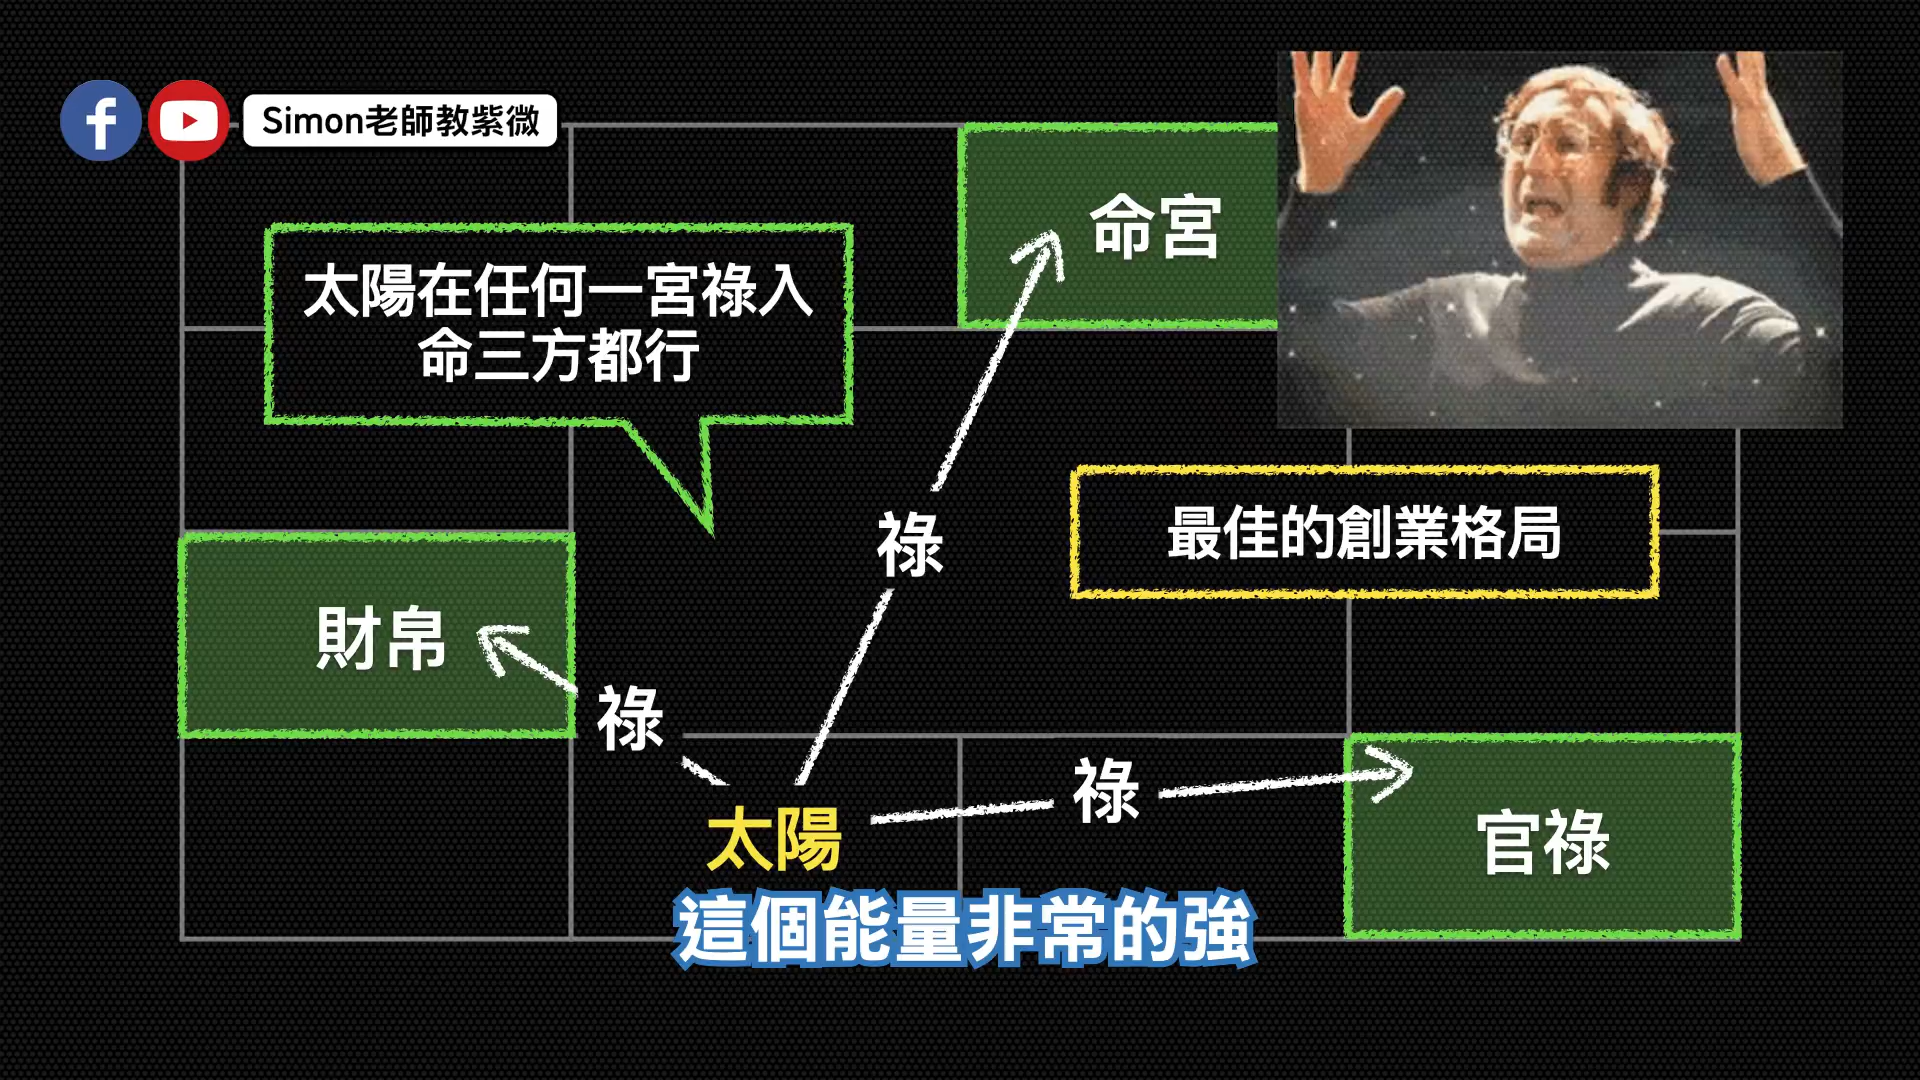 Simon老師教紫微
命宮
太陽在任何一宮祿入
命三方都行
最佳的創業格局
祿
財帛
祿
祿
太陽
官祿
這個能量非常的強